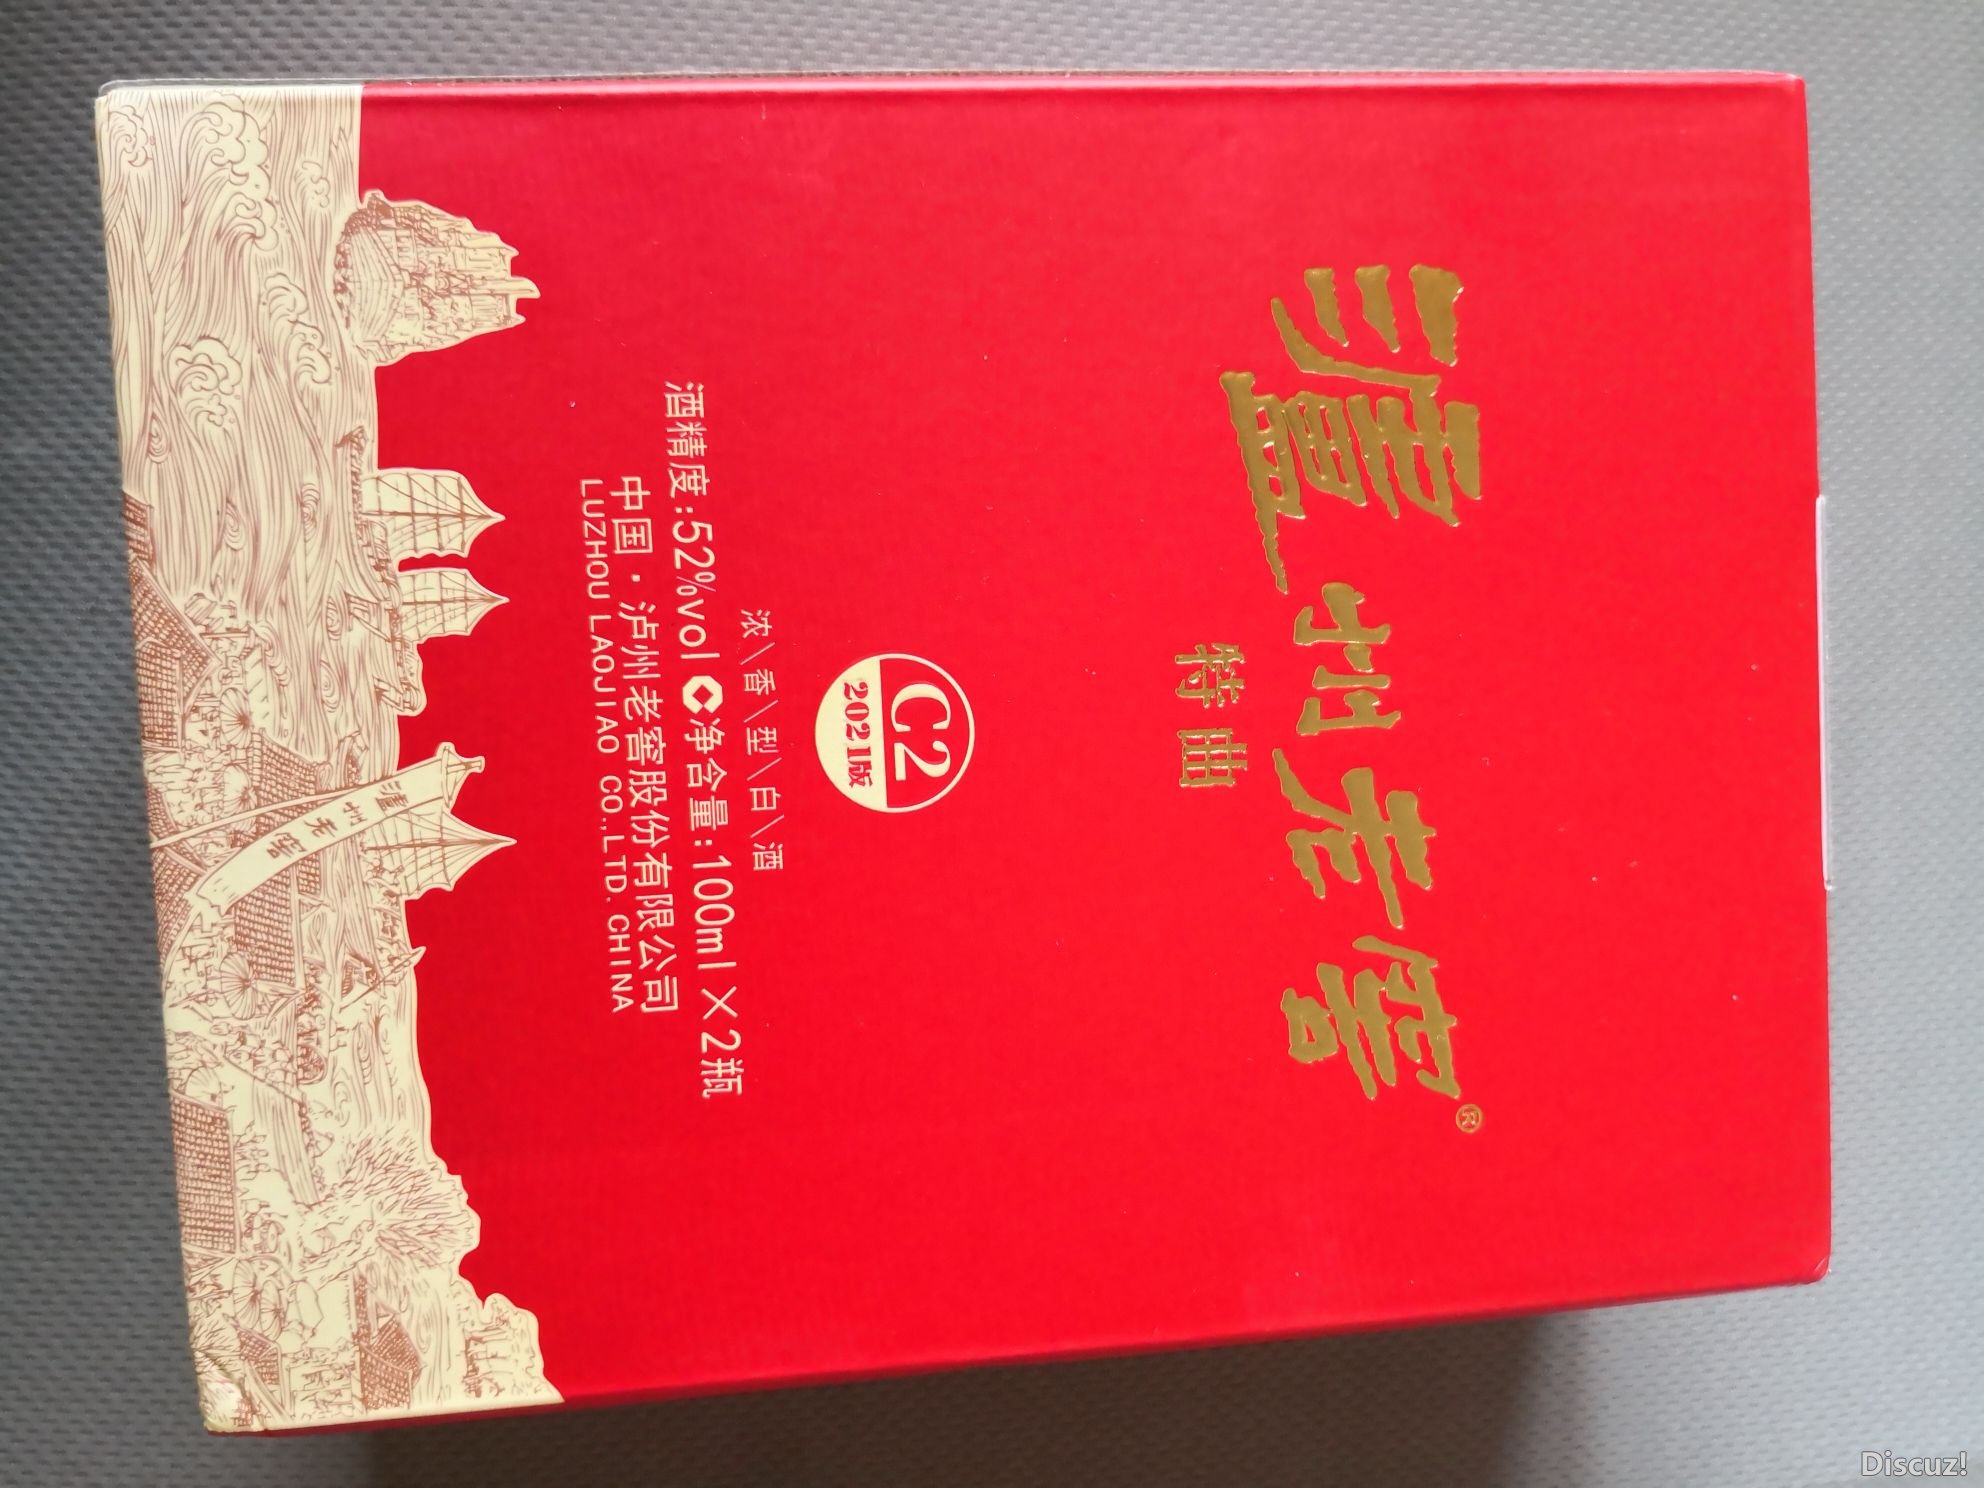 瀘州老窖®
特曲
C2
2021版
浓\香\型\白\酒
酒精度:52%vol 净含量:100ml×2瓶
中国·泸州老窖股份有限公司
LUZHOU LAOJIAO CO.,LTD. CHINA
瀘州老窖
Discuz!